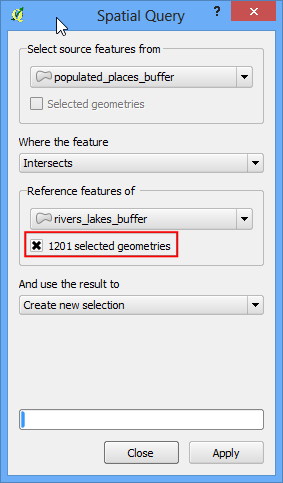 Spatial Query
Select source features from
populated_places_buffer
Selected geometries
Where the feature
Intersects
Reference features of
rivers_lakes_buffer
1201 selected geometries
And use the result to
Create new selection
Close Apply